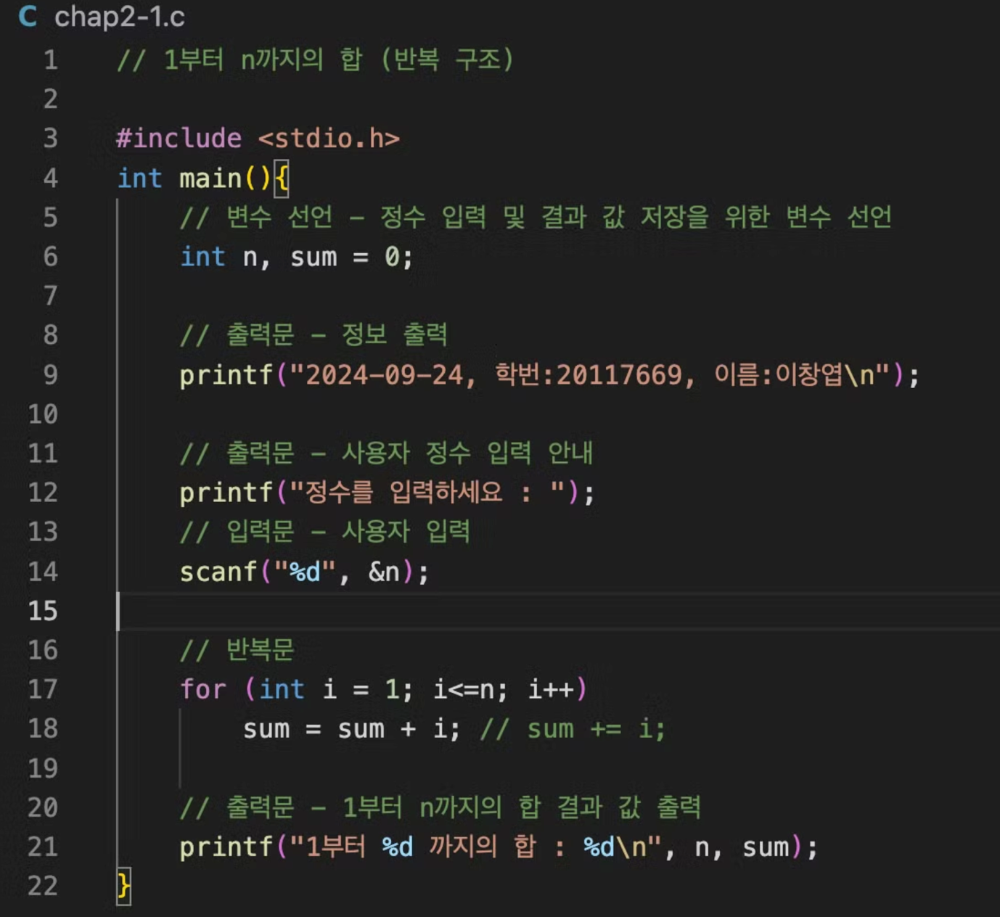 C chap2-1.c
1 // 1부터 n까지의 합 (반복 구조)
2
3 #include <stdio.h>
4 int main(){
5 // 변수 선언 – 정수 입력 및 결과 값 저장을 위한 변수 선언
6 int n, sum = 0;
7
8 // 출력문 – 정보 출력
9 printf("2024-09-24, 학번:20117669, 이름:이창엽\n");
10
11 // 출력문 – 사용자 정수 입력 안내
12 printf("정수를 입력하세요 : ");
13 // 입력문 – 사용자 입력
14 scanf("%d", &n);
15
16 // 반복문
17 for (int i = 1; i<=n; i++)
18 sum = sum + i; // sum += i;
19
20 // 출력문 – 1부터 n까지의 합 결과 값 출력
21 printf("1부터 %d 까지의 합 : %d\n", n, sum);
22 }